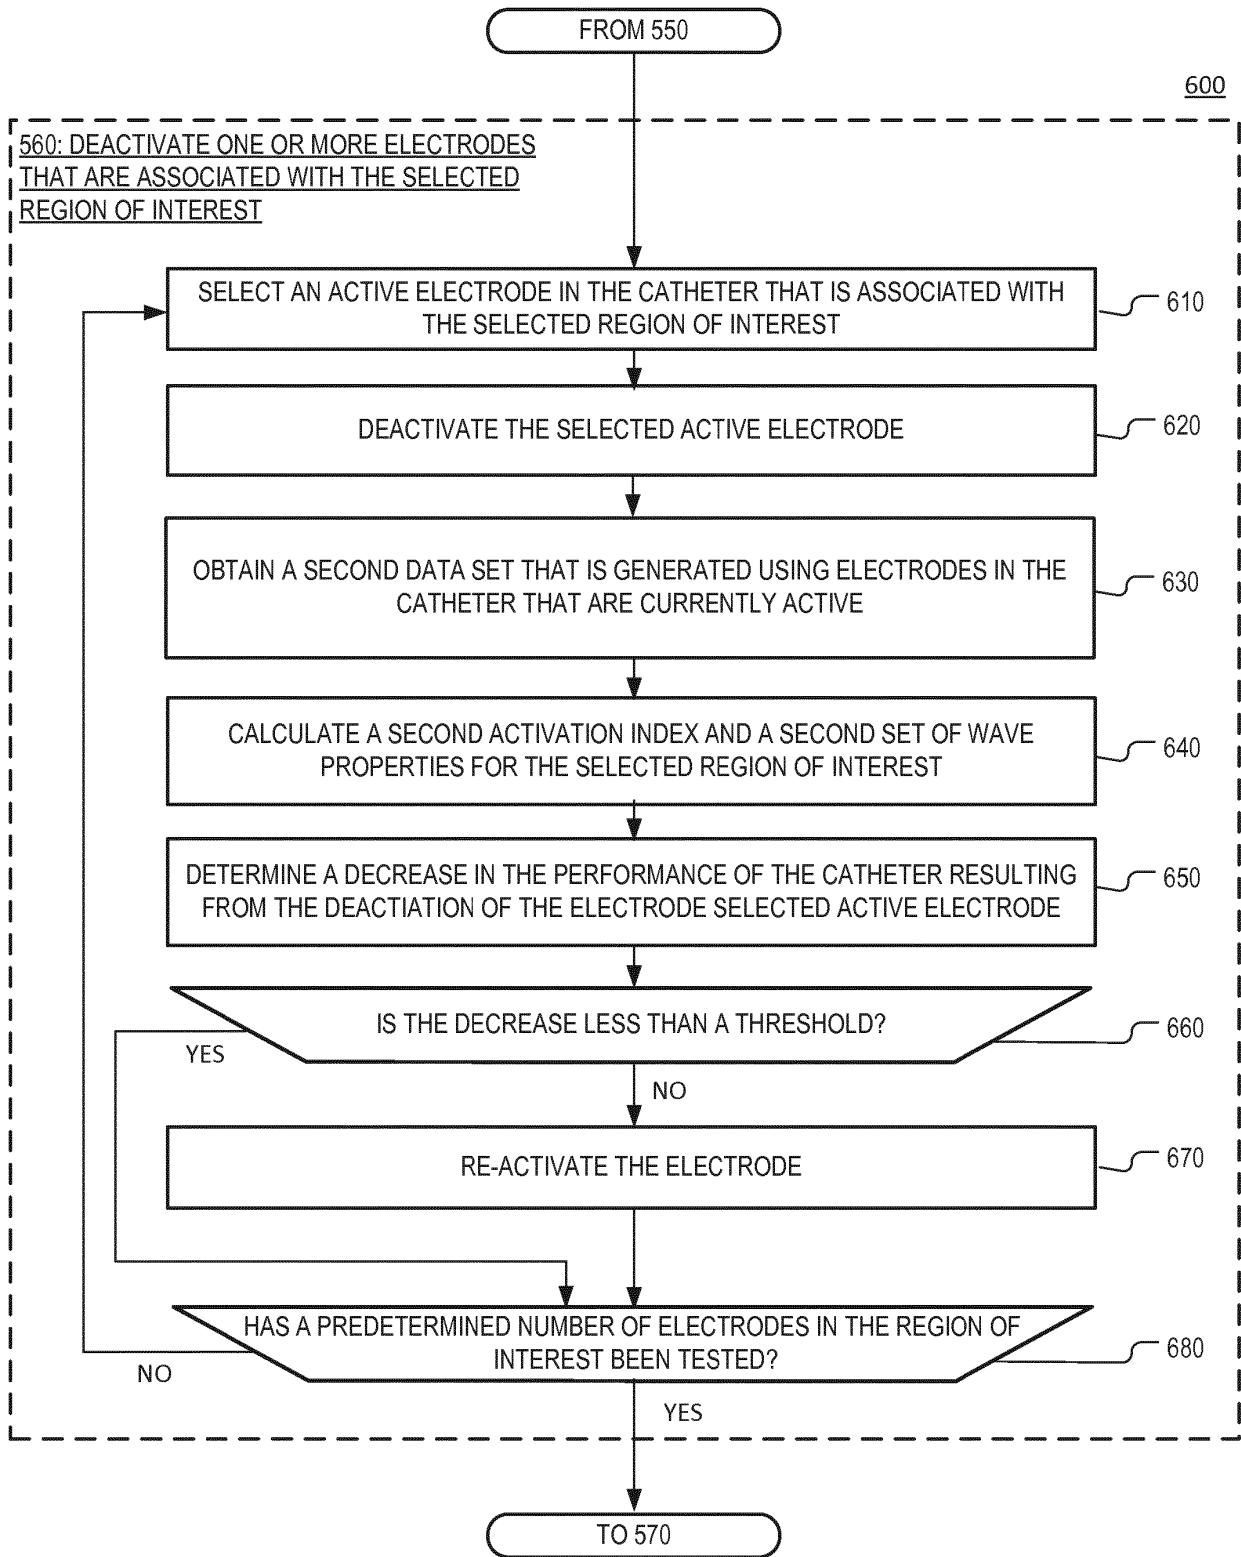 FROM 550
600
560: DEACTIVATE ONE OR MORE ELECTRODES
THAT ARE ASSOCIATED WITH THE SELECTED
REGION OF INTEREST
SELECT AN ACTIVE ELECTRODE IN THE CATHETER THAT IS ASSOCIATED WITH
THE SELECTED REGION OF INTEREST
610
DEACTIVATE THE SELECTED ACTIVE ELECTRODE
620
OBTAIN A SECOND DATA SET THAT IS GENERATED USING ELECTRODES IN THE
CATHETER THAT ARE CURRENTLY ACTIVE
630
CALCULATE A SECOND ACTIVATION INDEX AND A SECOND SET OF WAVE
PROPERTIES FOR THE SELECTED REGION OF INTEREST
640
DETERMINE A DECREASE IN THE PERFORMANCE OF THE CATHETER RESULTING
FROM THE DEACTIATION OF THE ELECTRODE SELECTED ACTIVE ELECTRODE
650
IS THE DECREASE LESS THAN A THRESHOLD?
660
YES
NO
RE-ACTIVATE THE ELECTRODE
670
HAS A PREDETERMINED NUMBER OF ELECTRODES IN THE REGION OF
INTEREST BEEN TESTED?
680
NO
YES
TO 570